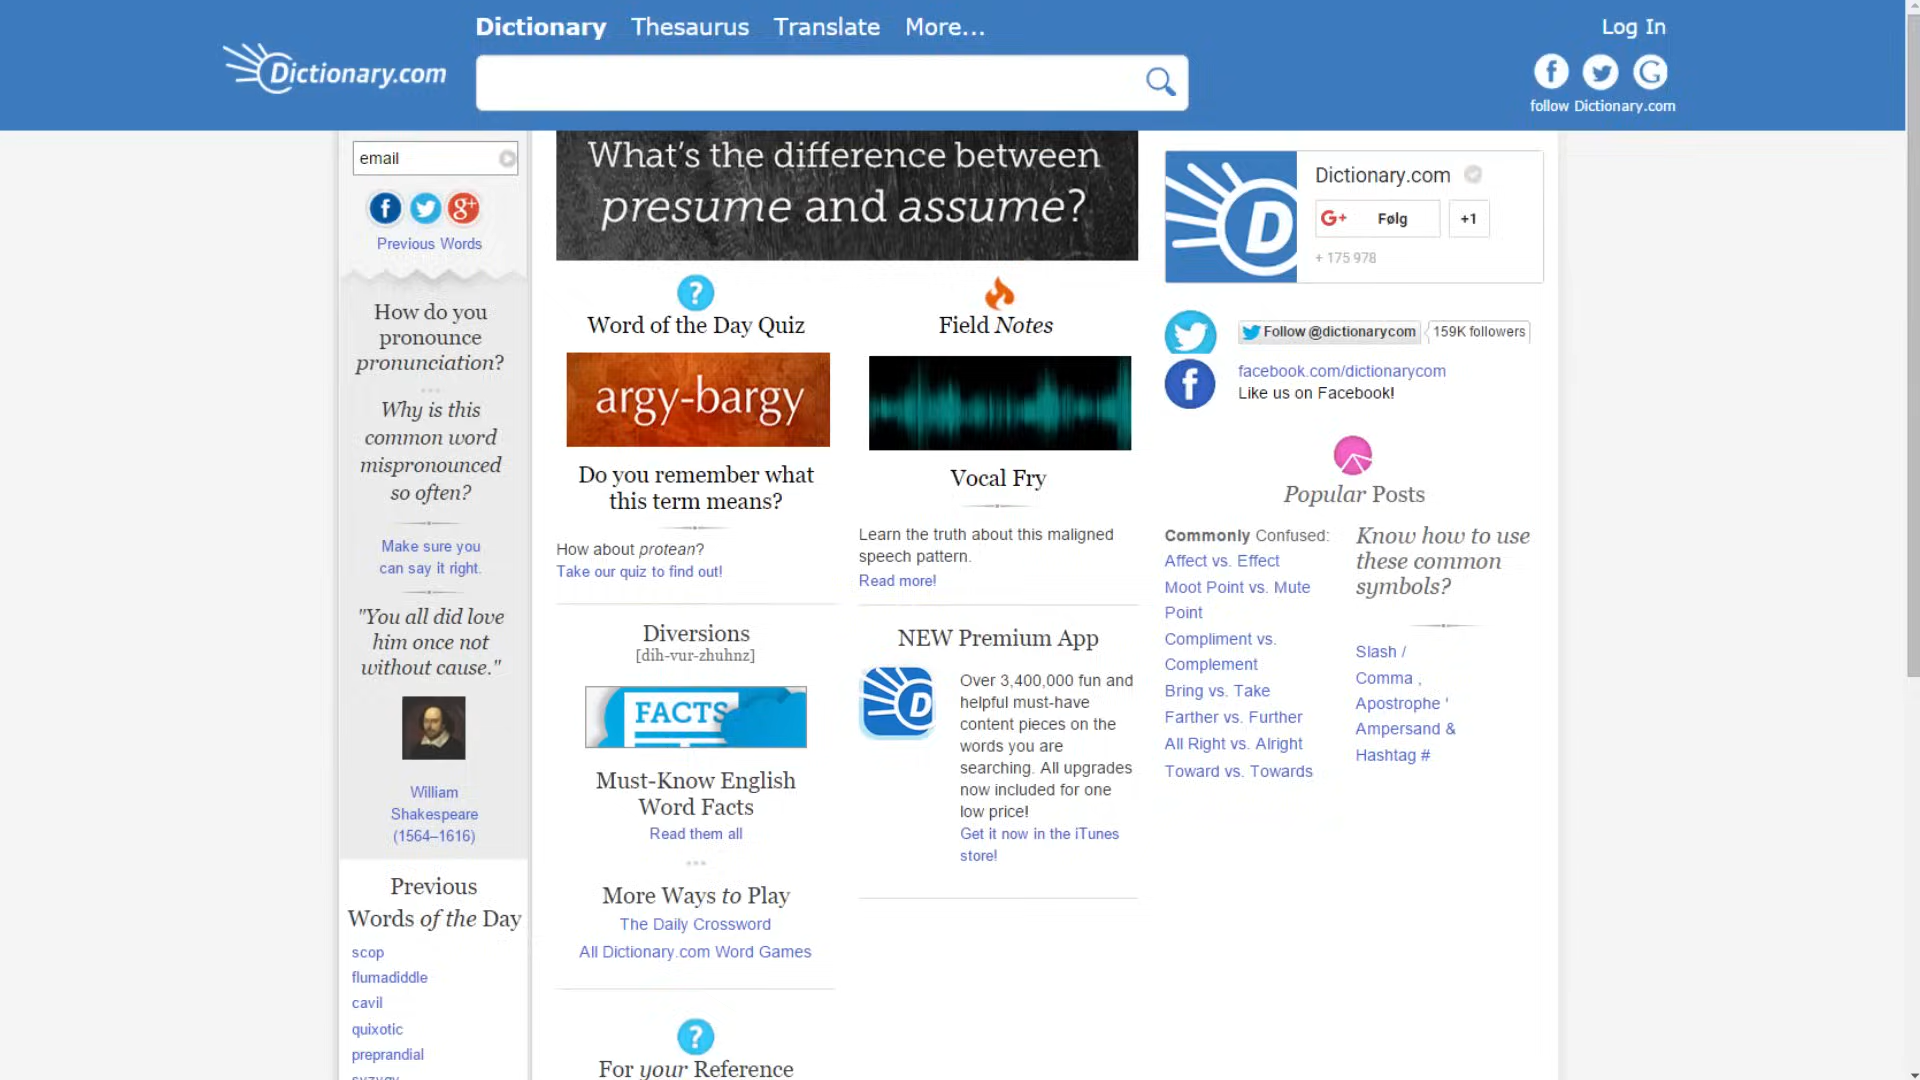 Dictionary Thesaurus Translate More...
Log In
Dictionary.com
follow Dictionary.com
email
Previous Words
How do you
pronounce
pronunciation?
Why is this
common word
mispronounced
so often?
Make sure you
can say it right.
"You all did love
him once not
without cause."
William
Shakespeare
(1564–1616)
Previous
Words of the Day
scop
flumadiddle
cavil
quixotic
preprandial
syzygy
What's the difference between
presume and assume?
Word of the Day Quiz
argy-bargy
Do you remember what
this term means?
How about protean?
Take our quiz to find out!
Diversions
[dih-vur-zhuhnz]
FACTS
Must-Know English
Word Facts
Read them all
More Ways to Play
The Daily Crossword
All Dictionary.com Word Games
For your Reference
Field Notes
Vocal Fry
Learn the truth about this maligned
speech pattern.
Read more!
NEW Premium App
Over 3,400,000 fun and
helpful must-have
content pieces on the
words you are
searching. All upgrades
now included for one
low price!
Get it now in the iTunes
store!
Dictionary.com
G+ Følg +1
+ 175 978
Follow @dictionarycom 159K followers
facebook.com/dictionarycom
Like us on Facebook!
Popular Posts
Commonly Confused:
Affect vs. Effect
Moot Point vs. Mute
Point
Compliment vs.
Complement
Bring vs. Take
Farther vs. Further
All Right vs. Alright
Toward vs. Towards
Know how to use
these common
symbols?
Slash /
Comma ,
Apostrophe '
Ampersand &
Hashtag #